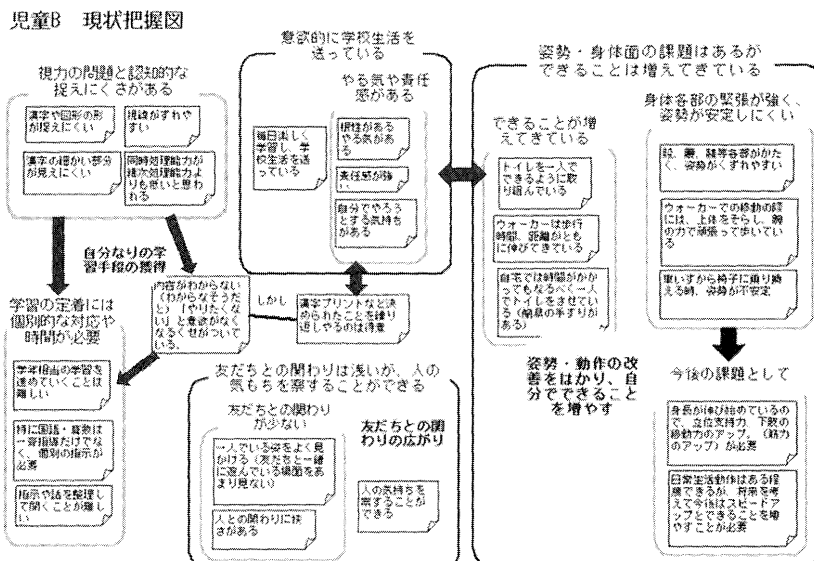 児童B　現状把握図
視力の問題と認知的な
捉えにくさがある
漢字や図形の形
が捉えにくい
視線がずれや
すい
漢字の細かい部分
が見えにくい
同時処理能力が
継次処理能力よ
りも低いと思わ
れる
自分なりの学
習手段の獲得
学習の定着には
個別的な対応や
時間が必要
学年相当の学習を
進めていくことは
難しい
特に国語・算数は
一斉指導だけでな
く、個別の指示が
必要
指示や話を整理し
て聞くことが難し
い
内容がわからない
(わからなそうだ
と)「やりたくな
い」と意欲がなく
なるくせがついて
いる。
しかし
漢字プリントなど決
められたことを繰り
返しやるのは得意
意欲的に学校生活を
送っている
やる気や責任
感がある
毎日楽しく
学習し、学
校生活を送
っている
根性がある
やる気がある
責任感が強
い
自分でやろう
とする気持ち
がある
友だちとの関わりは浅いが、人の
気もちを察することができる
友だちとの関わり
が少ない
一人でいる姿をよく見
かける（友だちと一緒
に遊んでいる場面をあ
まり見ない）
人との関わりに狭
さがある
友だちとの関
わりの広がり
人の気持ちを
察することが
できる
姿勢・身体面の課題はあるが
できることは増えてきている
できることが増
えてきている
トイレを一人で
できるように取
り組んでいる
ウォーカーは歩行
時間、距離がとも
に伸びてきている
自宅では時間がかか
ってもなるべく一人
でトイレをさせてい
る（簡易の手すりが
ある）
姿勢・動作の改
善をはかり、自
分でできること
を増やす
身体各部の緊張が強く、
姿勢が安定しにくい
股、腰、膝等各部がかた
く、姿勢がくずれやすい
ウォーカーでの移動の際
には、上体をそらし、腕
の力で頑張って歩いてい
る
車いすから椅子に乗り換
える時、姿勢が不安定
今後の課題として
身長が伸び始めているの
で、立位支持力、下肢の
移動力のアップ。（筋力
のアップ）が必要
日常生活動作はある程
度できるが、将来を考
えて今後はスピードア
ップとできることを増
やすことが必要